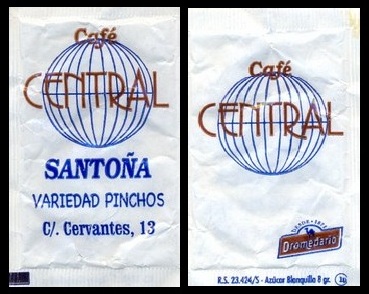 Café
CENTRAL
SANTOÑA
VARIEDAD PINCHOS
C/. Cervantes, 13
Café
CENTRAL
Dromedario
R.S. 23.424/S - Azúcar Blanquilla 8 gr.